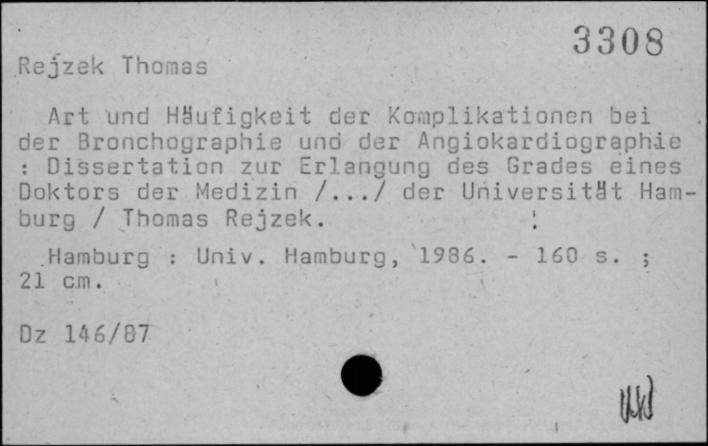 3308
Rejzek Thomas
Art und Häufigkeit der Komplikationen bei
der Bronchographie und der Angiokardiographie
: Dissertation zur Erlangung des Grades eines
Doktors der Medizin /.../ der Universität Ham-
burg / Thomas Rejzek.
Hamburg : Univ. Hamburg, 1986. - 160 s. ;
21 cm.
Dz 146/87